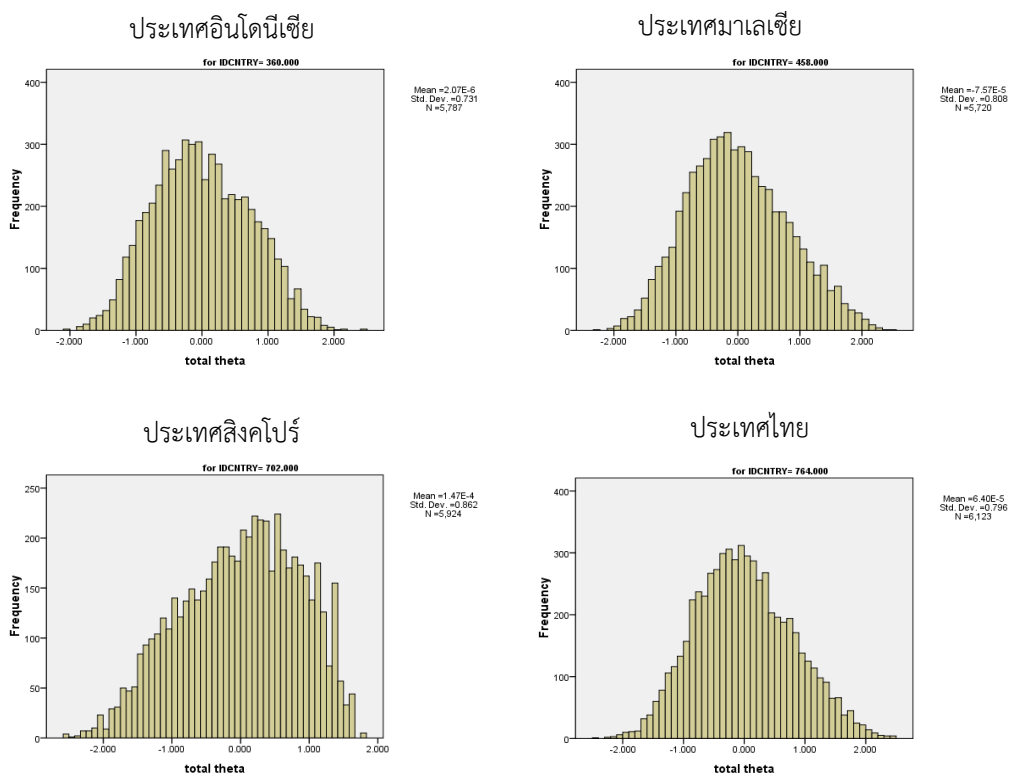 ประเทศอินโดนีเซีย
for IDCNTRY= 360.000
Mean =2.07E-6
Std. Dev. =0.731
N =5,787
Frequency
400
300
200
100
0
-2.000 -1.000 0.000 1.000 2.000
total theta
ประเทศมาเลเซีย
for IDCNTRY= 458.000
Mean =-7.57E-5
Std. Dev. =0.808
N =5,720
Frequency
400
300
200
100
0
-2.000 -1.000 0.000 1.000 2.000
total theta
ประเทศสิงคโปร์
for IDCNTRY= 702.000
Mean =1.47E-4
Std. Dev. =0.862
N =5,924
Frequency
250
200
150
100
50
0
-2.000 -1.000 0.000 1.000 2.000
total theta
ประเทศไทย
for IDCNTRY= 764.000
Mean =6.40E-5
Std. Dev. =0.796
N =6,123
Frequency
400
300
200
100
0
-2.000 -1.000 0.000 1.000 2.000
total theta